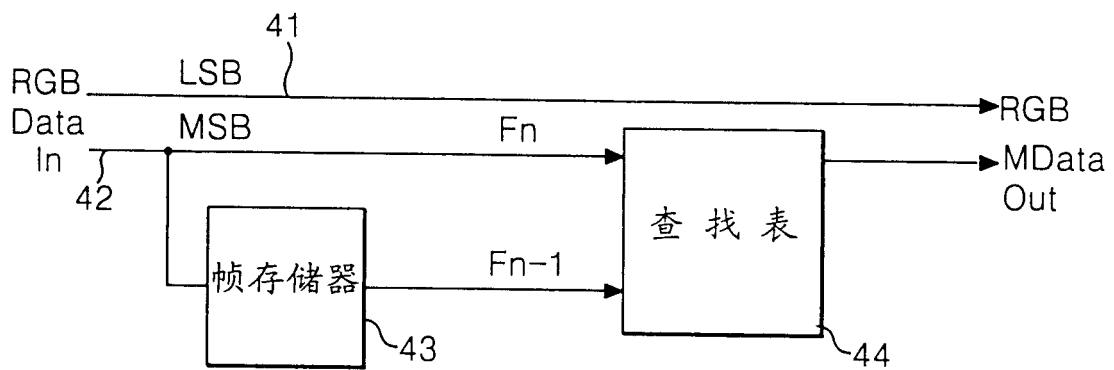 41
RGB
Data
In
LSB
RGB
MSB
Fn
MData
Out
42
查找表
帧存储器
Fn-1
43
44